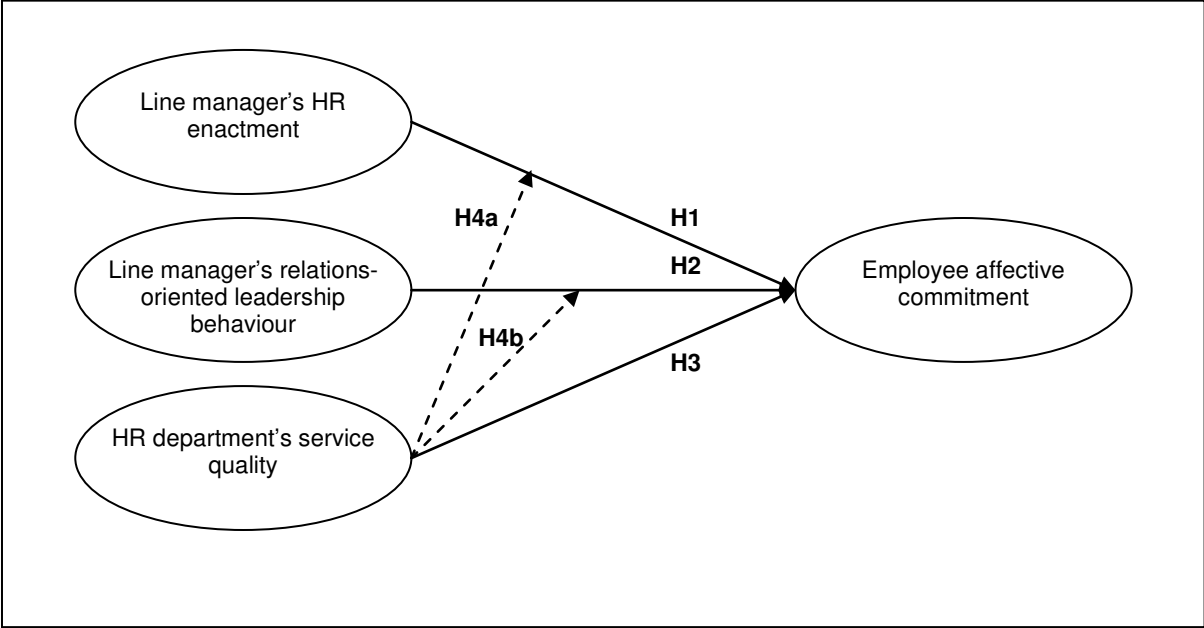 Line manager's HR
enactment
H4a
H1
Line manager's relations-
oriented leadership
behaviour
H2
Employee affective
commitment
H4b
H3
HR department's service
quality